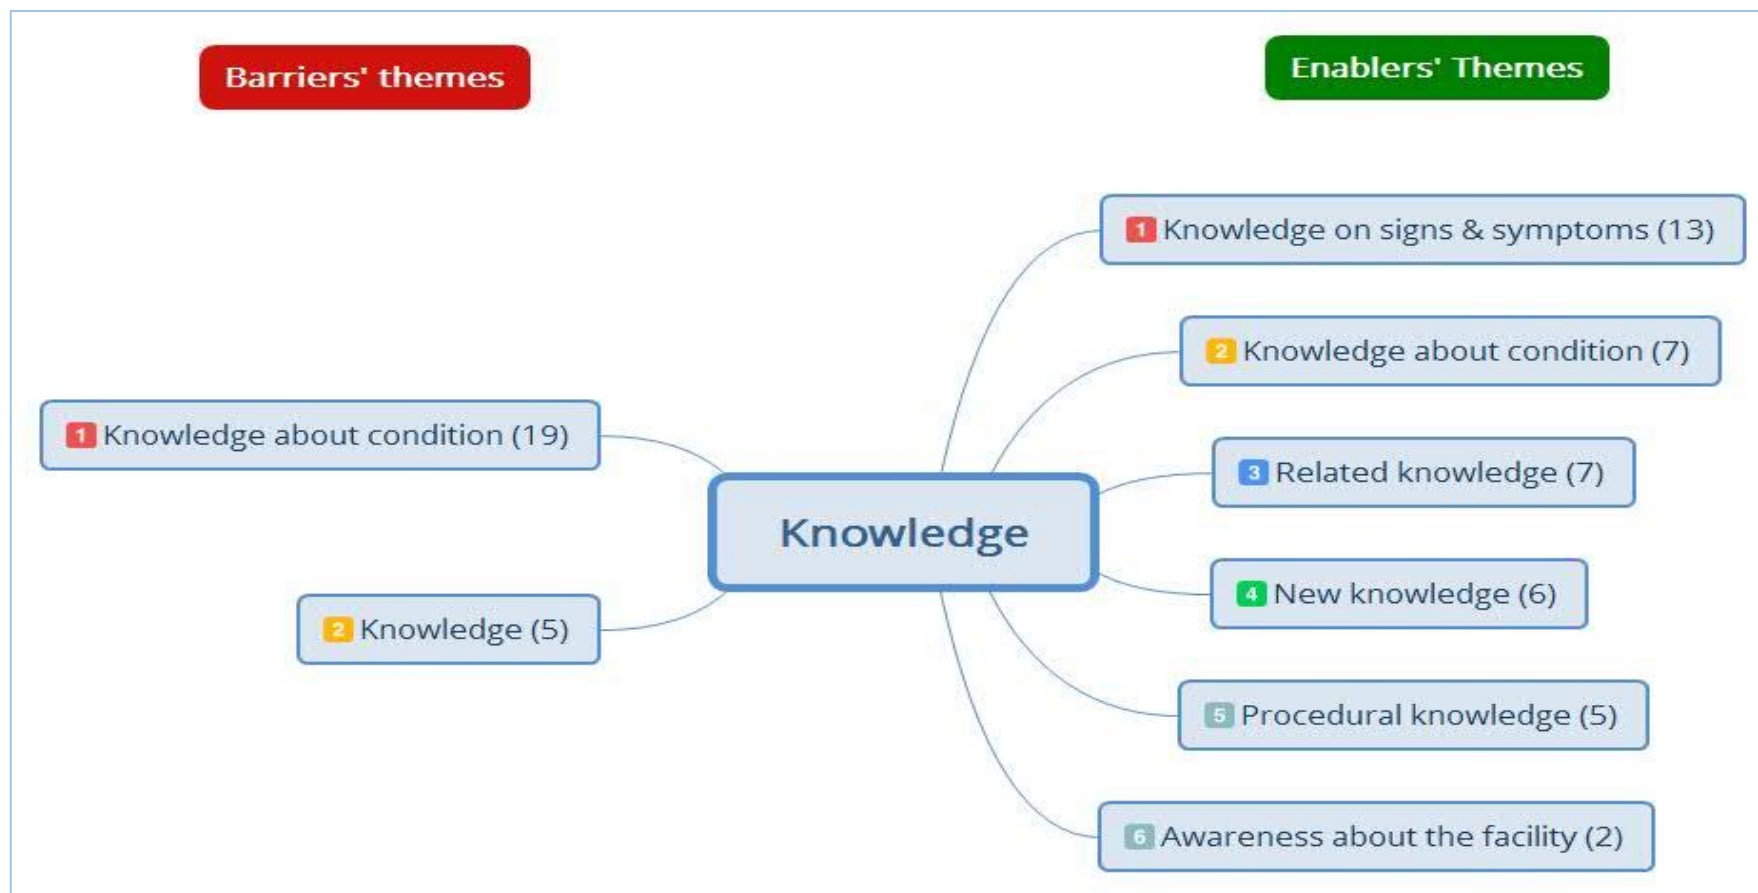 Barriers' themes
Enablers' Themes
1 Knowledge on signs & symptoms (13)
2 Knowledge about condition (7)
1 Knowledge about condition (19)
3 Related knowledge (7)
Knowledge
4 New knowledge (6)
2 Knowledge (5)
5 Procedural knowledge (5)
6 Awareness about the facility (2)